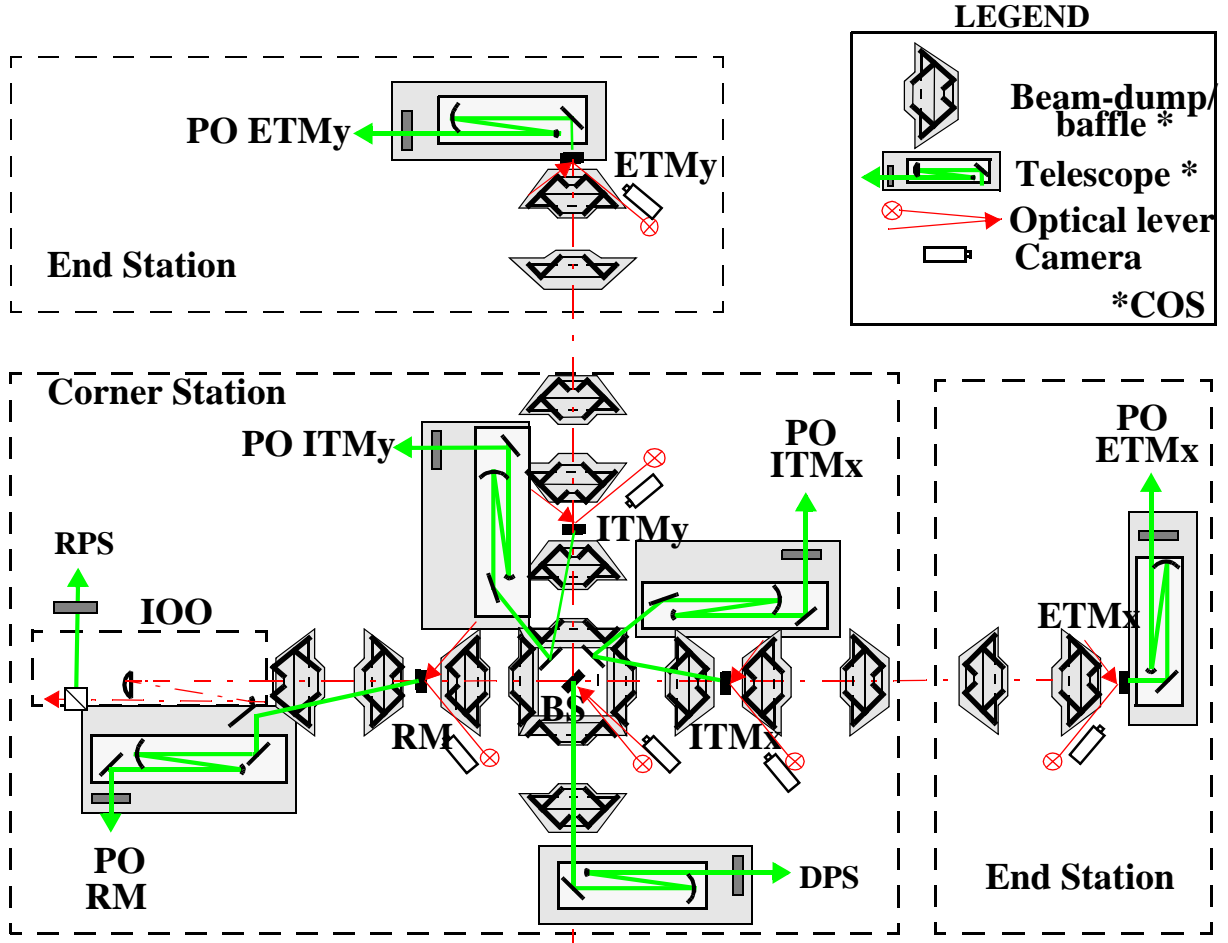 LEGEND
Beam-dump/
baffle *
Telescope *
Optical lever
Camera
*COS
PO ETMy
ETMy
End Station
Corner Station
PO ITMy
ITMy
PO
ITMx
PO
ETMx
RPS
IOO
ETMx
BS
RM
ITMx
PO
RM
DPS
End Station